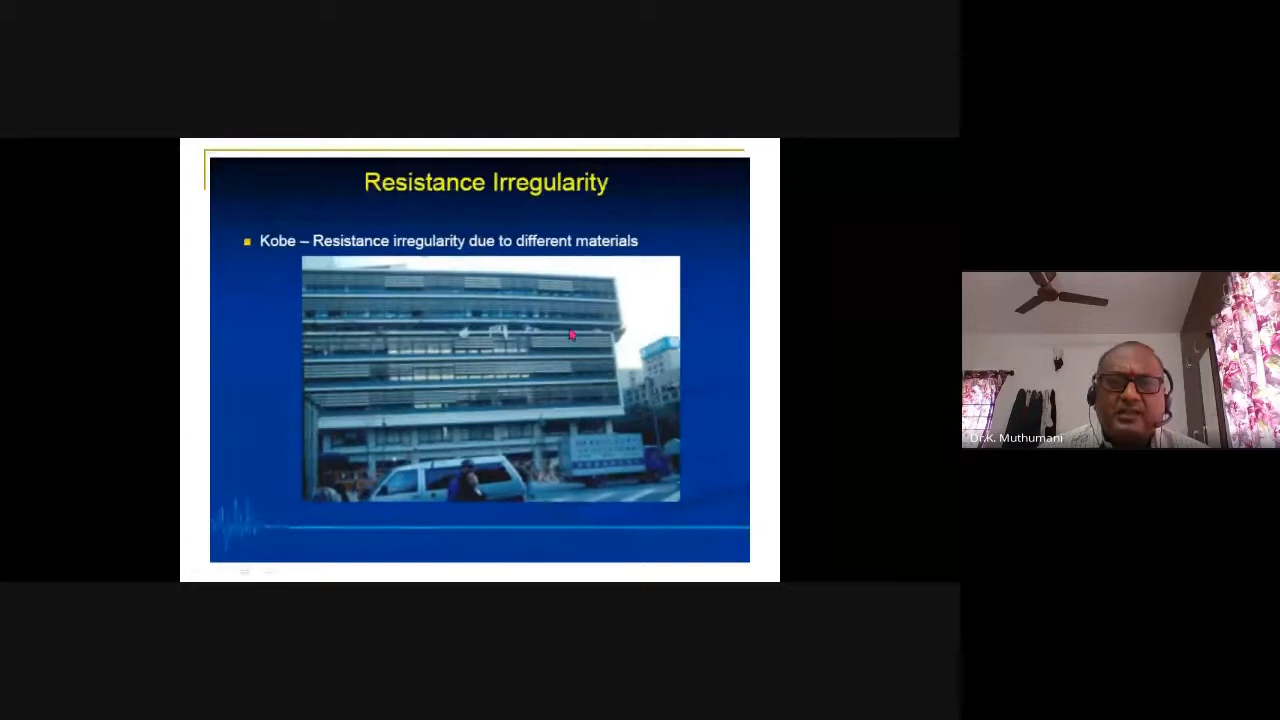 Resistance Irregularity
Kobe – Resistance irregularity due to different materials
Dr.K. Muthumani